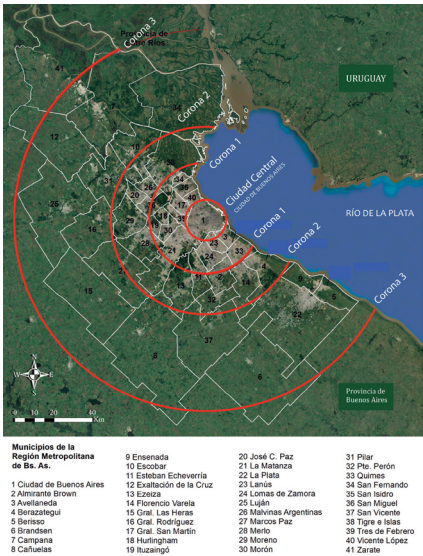 Corona 3
Provincia de
Entre Ríos
URUGUAY
Corona 2
Corona 1
Ciudad Central
CIUDAD DE BUENOS AIRES
RÍO DE LA PLATA
Corona 1
Corona 2
Corona 3
Provincia de
Buenos Aires
N
W E
S
0 10 20 40
Km
Municipios de la
Región Metropolitana
de Bs. As.
1 Ciudad de Buenos Aires
2 Almirante Brown
3 Avellaneda
4 Berazategui
5 Berisso
6 Brandsen
7 Campana
8 Cañuelas
9 Ensenada
10 Escobar
11 Esteban Echeverría
12 Exaltación de la Cruz
13 Ezeiza
14 Florencio Varela
15 Gral. Las Heras
16 Gral. Rodríguez
17 Gral. San Martín
18 Hurlingham
19 Ituzaingó
20 José C. Paz
21 La Matanza
22 La Plata
23 Lanús
24 Lomas de Zamora
25 Luján
26 Malvinas Argentinas
27 Marcos Paz
28 Merlo
29 Moreno
30 Morón
31 Pilar
32 Pte. Perón
33 Quimes
34 San Fernando
35 San Isidro
36 San Miguel
37 San Vicente
38 Tigre e Islas
39 Tres de Febrero
40 Vicente López
41 Zarate